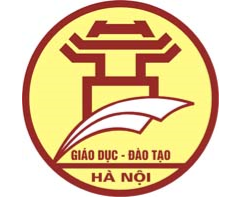 GIÁO DỤC - ĐÀO TẠO
HÀ NỘI